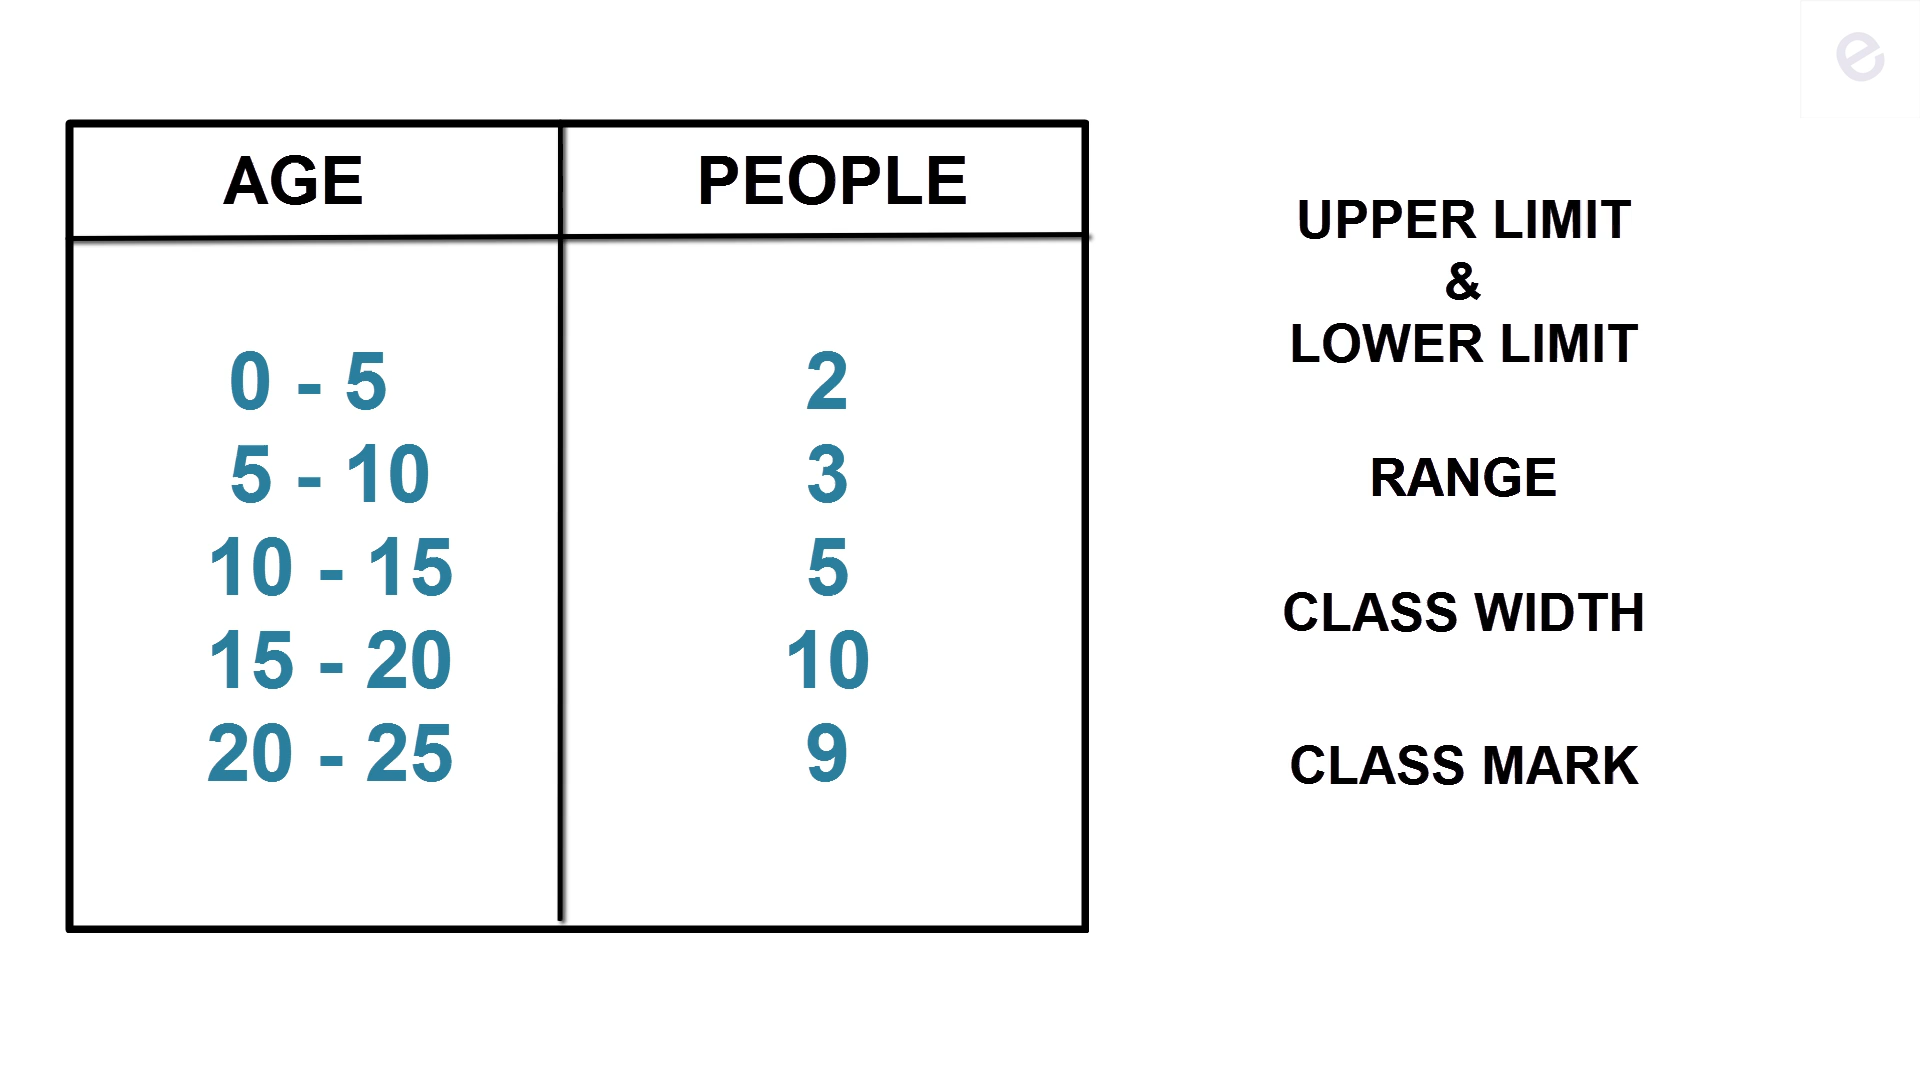 AGE PEOPLE
0 - 5 2
5 - 10 3
10 - 15 5
15 - 20 10
20 - 25 9
UPPER LIMIT
&
LOWER LIMIT
RANGE
CLASS WIDTH
CLASS MARK
e